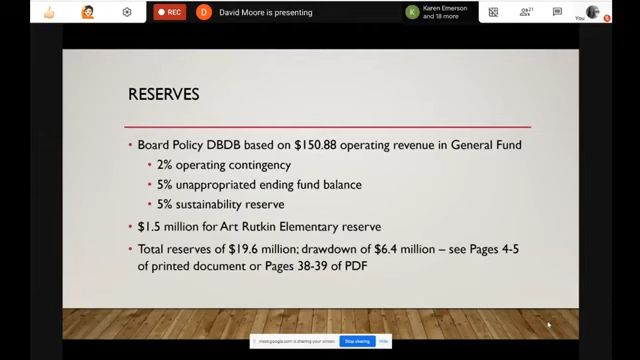 REC
D
David Moore is presenting
K
Karen Emerson
and 18 more
21
You
RESERVES
• Board Policy DBDB based on $150.88 operating revenue in General Fund
• 2% operating contingency
• 5% unappropriated ending fund balance
• 5% sustainability reserve
• $1.5 million for Art Rutkin Elementary reserve
• Total reserves of $19.6 million; drawdown of $6.4 million – see Pages 4-5
of printed document or Pages 38-39 of PDF
meet.google.com is sharing your screen.
Stop sharing
Hide